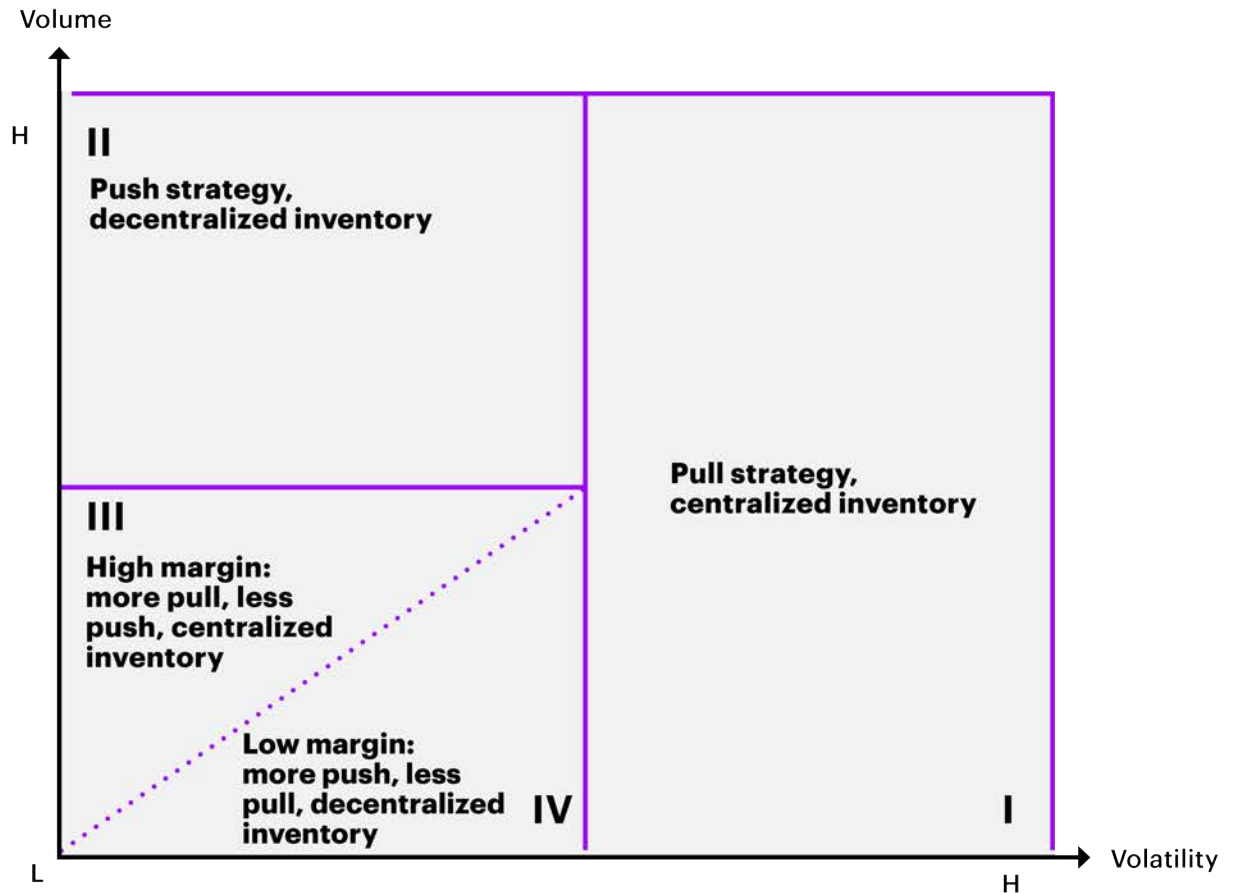 Volume
H
II
Push strategy,
decentralized inventory
Pull strategy,
centralized inventory
III
High margin:
more pull, less
push, centralized
inventory
Low margin:
more push, less
pull, decentralized
inventory
IV
I
L
Volatility
H